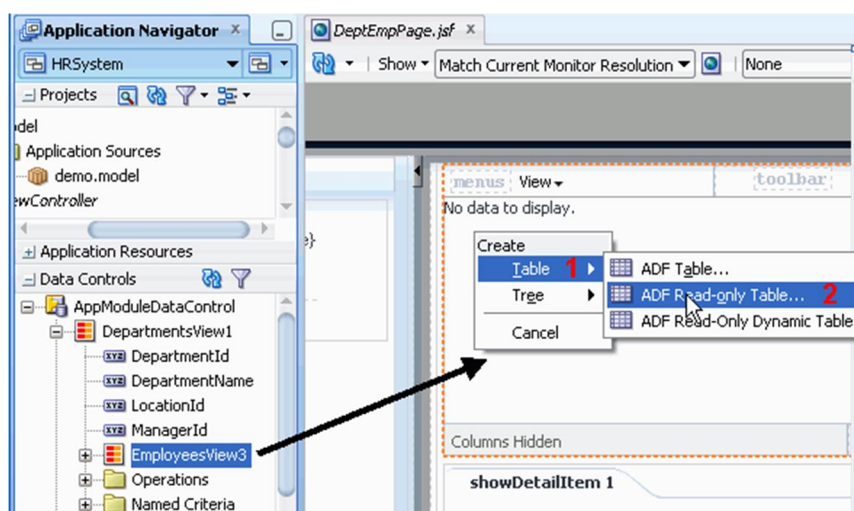 Application Navigator
HRSystem
Projects
del
Application Sources
demo.model
ewController
Application Resources
Data Controls
AppModuleDataControl
DepartmentsView1
DepartmentId
DepartmentName
LocationId
ManagerId
EmployeesView3
Operations
Named Criteria
DeptEmpPage.jsf
Show
Match Current Monitor Resolution
None
menus View
toolbar
No data to display.
}
Create
Table 1
Tree
Cancel
ADF Table...
ADF Read-only Table... 2
ADF Read-Only Dynamic Table
Columns Hidden
showDetailItem 1